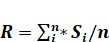 R = ∑ᵢⁿ* Sᵢ/n